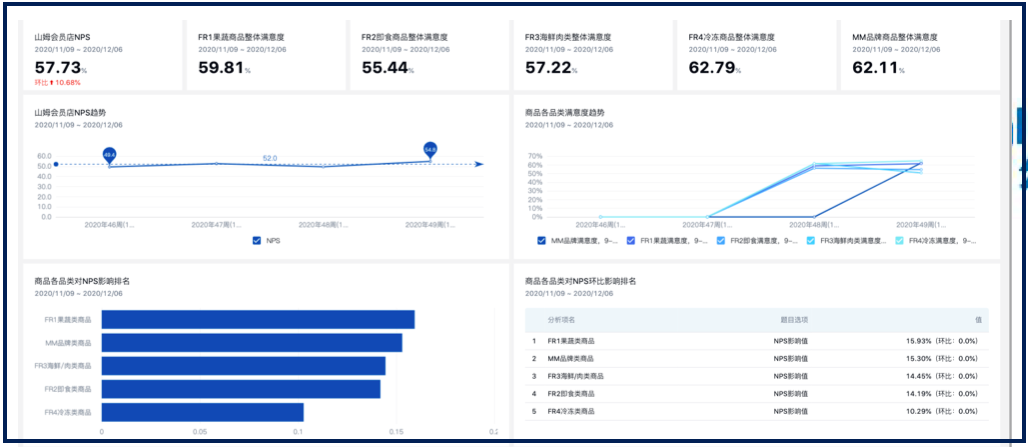 山姆会员店NPS
2020/11/09 ~ 2020/12/06
57.73%
环比⬆10.68%
FR1果蔬商品整体满意度
2020/11/09 ~ 2020/12/06
59.81%
FR2即食商品整体满意度
2020/11/09 ~ 2020/12/06
55.44%
FR3海鲜肉类整体满意度
2020/11/09 ~ 2020/12/06
57.22%
FR4冷冻商品整体满意度
2020/11/09 ~ 2020/12/06
62.79%
MM品牌商品整体满意度
2020/11/09 ~ 2020/12/06
62.11%
山姆会员店NPS趋势
2020/11/09 ~ 2020/12/06
60.0
50.0
40.0
30.0
20.0
10.0
0.0
49.4
52.0
54.8
2020年46周(1...
2020年47周(1...
2020年48周(1...
2020年49周(1...
NPS
商品各品类满意度趋势
2020/11/09 ~ 2020/12/06
70%
60%
50%
40%
30%
20%
10%
0%
2020年46周(1...
2020年47周(1...
2020年48周(1...
2020年49周(1...
MM品牌满意度，9-...
FR1果蔬满意度，9-...
FR2即食满意度，9-...
FR3海鲜肉类满意度...
FR4冷冻满意度，9-...
商品各品类对NPS影响排名
2020/11/09 ~ 2020/12/06
FR1果蔬类商品
MM品牌类商品
FR3海鲜/肉类商品
FR2即食类商品
FR4冷冻类商品
0 0.05 0.1 0.15 0.2
商品各品类对NPS环比影响排名
2020/11/09 ~ 2020/12/06
分析项名 题目选项 值
1 FR1果蔬类商品 NPS影响值 15.93%（环比：0.0%）
2 MM品牌类商品 NPS影响值 15.30%（环比：0.0%）
3 FR3海鲜/肉类商品 NPS影响值 14.45%（环比：0.0%）
4 FR2即食类商品 NPS影响值 14.19%（环比：0.0%）
5 FR4冷冻类商品 NPS影响值 10.29%（环比：0.0%）